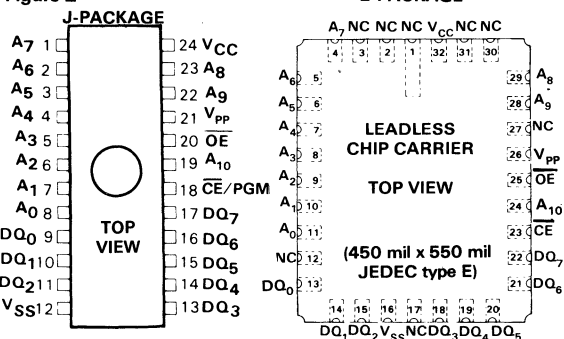 J-PACKAGE
A7 1 24 VCC
A6 2 23 A8
A5 3 22 A9
A4 4 21 VPP
A3 5 20 OE
A2 6 19 A10
A1 7 18 CE/PGM
A0 8 17 DQ7
DQ0 9 16 DQ6
DQ1 10 15 DQ5
DQ2 11 14 DQ4
VSS 12 13 DQ3
TOP
VIEW
A7 NC NC NC VCC NC NC
4 3 2 1 32 31 30
A6 5 29 A8
A5 6 28 A9
A4 7 27 NC
A3 8 26 VPP
A2 9 25 OE
A1 10 24 A10
A0 11 23 CE
NC 12 22 DQ7
DQ0 13 21 DQ6
LEADLESS
CHIP CARRIER
TOP VIEW
(450 mil x 550 mil
JEDEC type E)
14 15 16 17 18 19 20
DQ1 DQ2 VSS NC DQ3 DQ4 DQ5